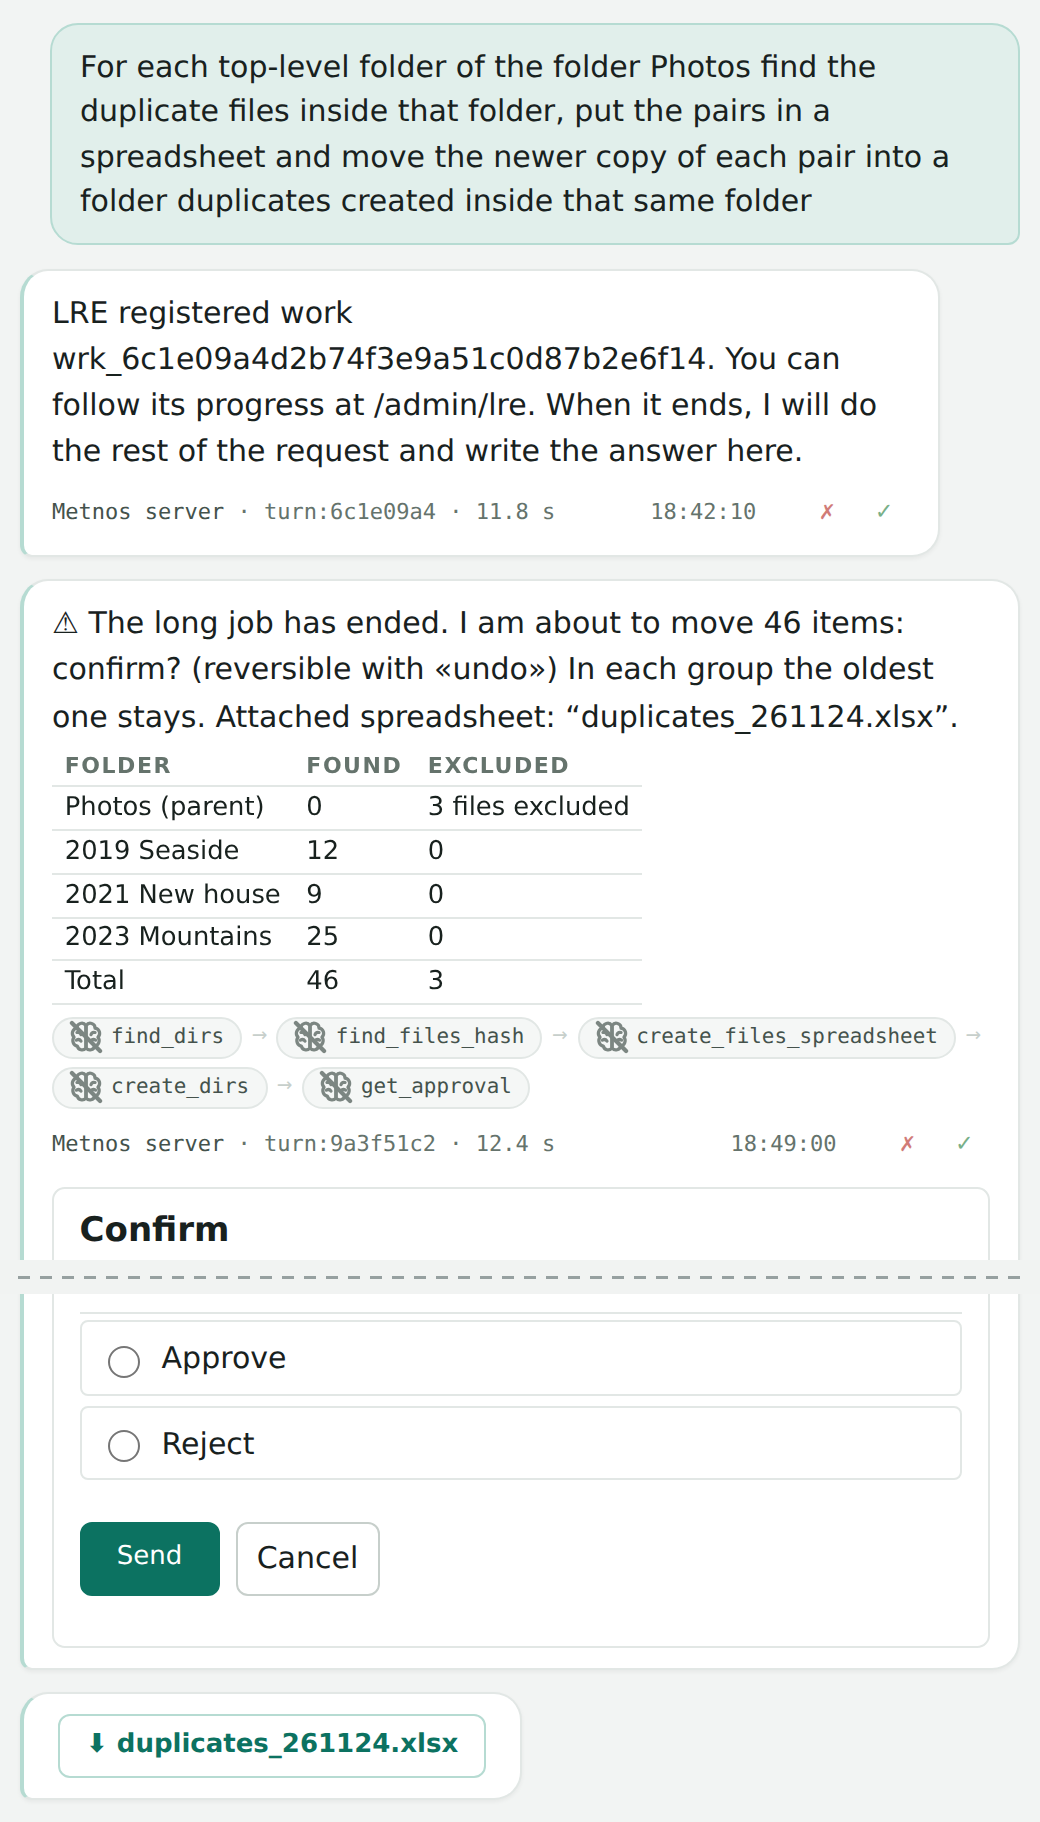 For each top-level folder of the folder Photos find the
duplicate files inside that folder, put the pairs in a
spreadsheet and move the newer copy of each pair into a
folder duplicates created inside that same folder
LRE registered work
wrk_6c1e09a4d2b74f3e9a51c0d87b2e6f14. You can
follow its progress at /admin/lre. When it ends, I will do
the rest of the request and write the answer here.
Metnos server · turn:6c1e09a4 · 11.8 s 18:42:10 ✗ ✓
⚠ The long job has ended. I am about to move 46 items:
confirm? (reversible with «undo») In each group the oldest
one stays. Attached spreadsheet: “duplicates_261124.xlsx”.
FOLDER FOUND EXCLUDED
Photos (parent) 0 3 files excluded
2019 Seaside 12 0
2021 New house 9 0
2023 Mountains 25 0
Total 46 3
find_dirs → find_files_hash → create_files_spreadsheet →
create_dirs → get_approval
Metnos server · turn:9a3f51c2 · 12.4 s 18:49:00 ✗ ✓
Confirm
Approve
Reject
Send Cancel
⬇ duplicates_261124.xlsx